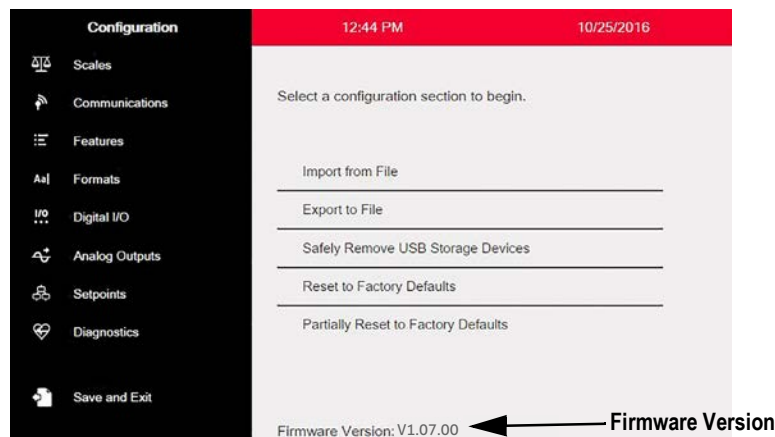 Configuration
12:44 PM
10/25/2016
Scales
Communications
Features
Aa
Formats
I/O
Digital I/O
Analog Outputs
Setpoints
Diagnostics
Save and Exit
Select a configuration section to begin.
Import from File
Export to File
Safely Remove USB Storage Devices
Reset to Factory Defaults
Partially Reset to Factory Defaults
Firmware Version: V1.07.00
Firmware Version